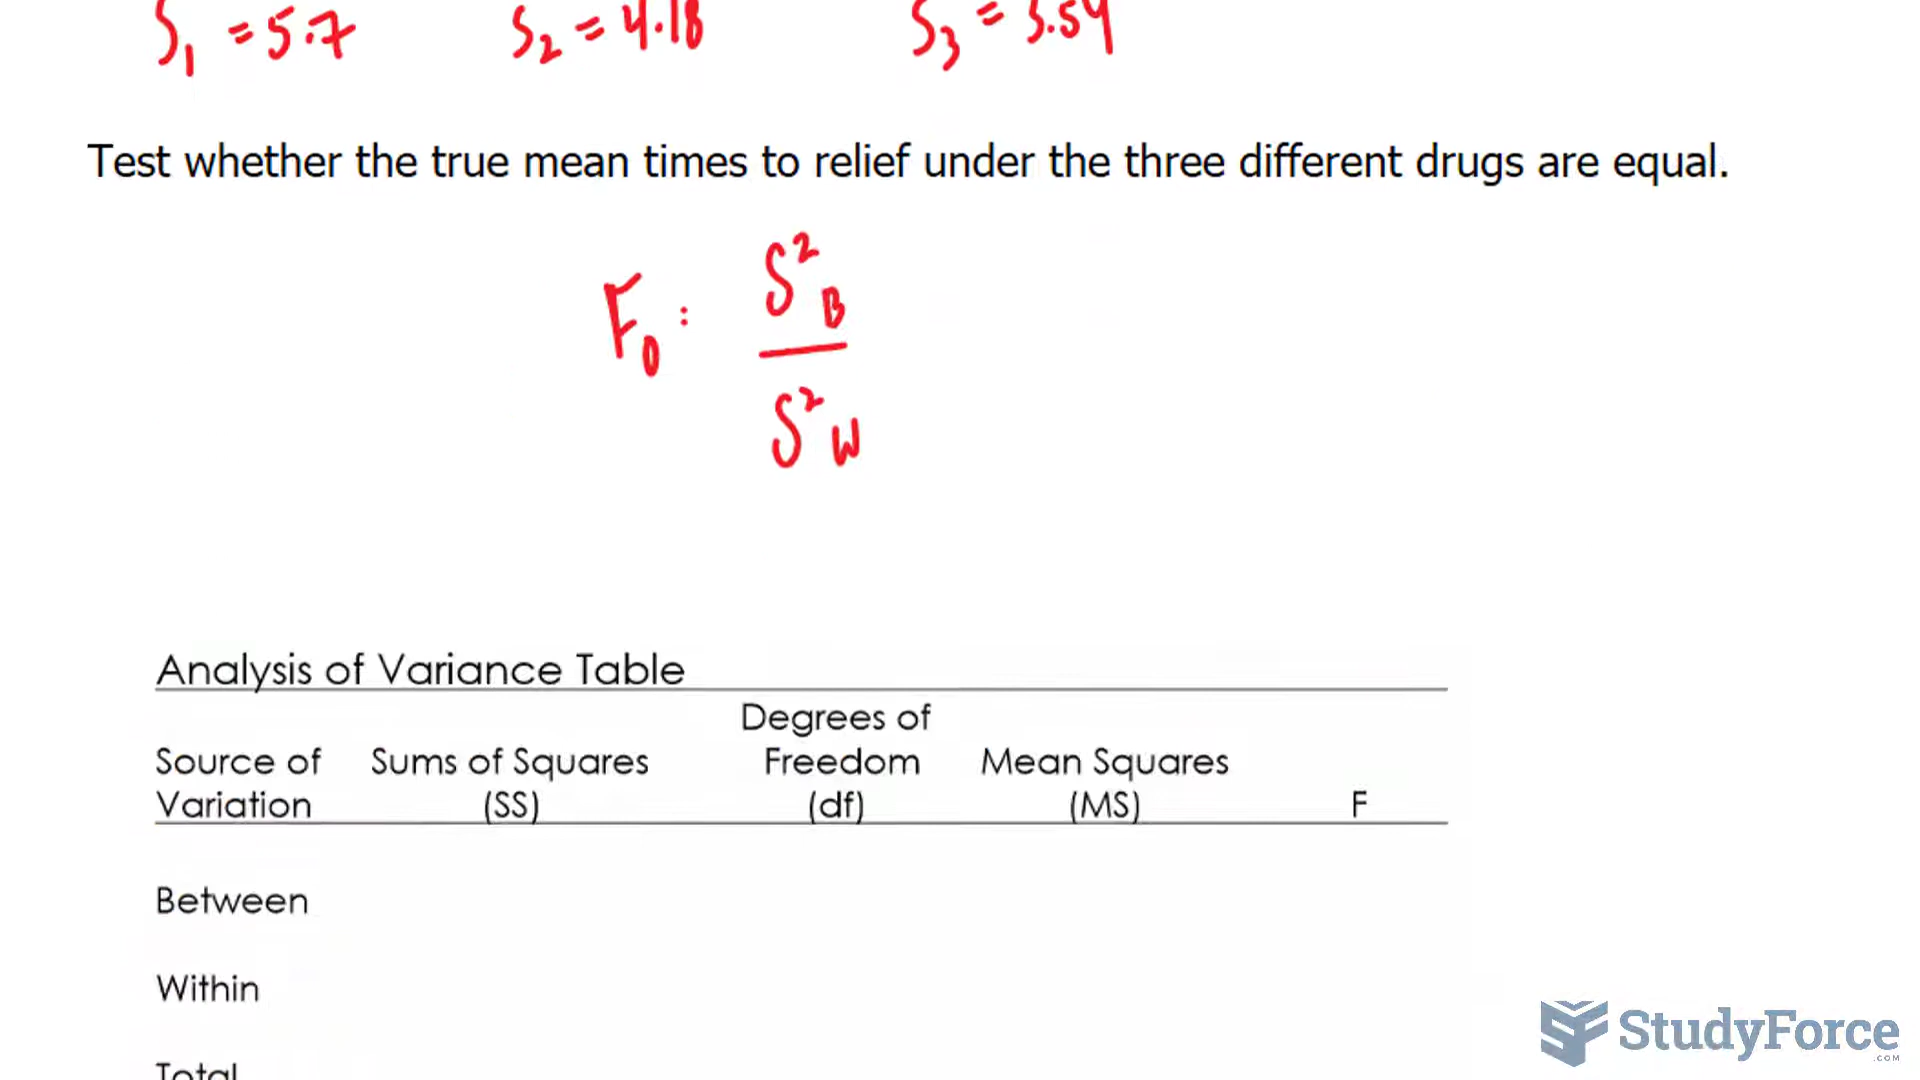 S₁ = 5.7 S₂ = 4.18 S₃ =
Test whether the true mean times to relief under the three different drugs are equal.
F₀ : S²B
S²W
Analysis of Variance Table
Degrees of
Source of Sums of Squares Freedom Mean Squares
Variation (SS) (df) (MS) F
Between
Within
Total
StudyForce
.COM